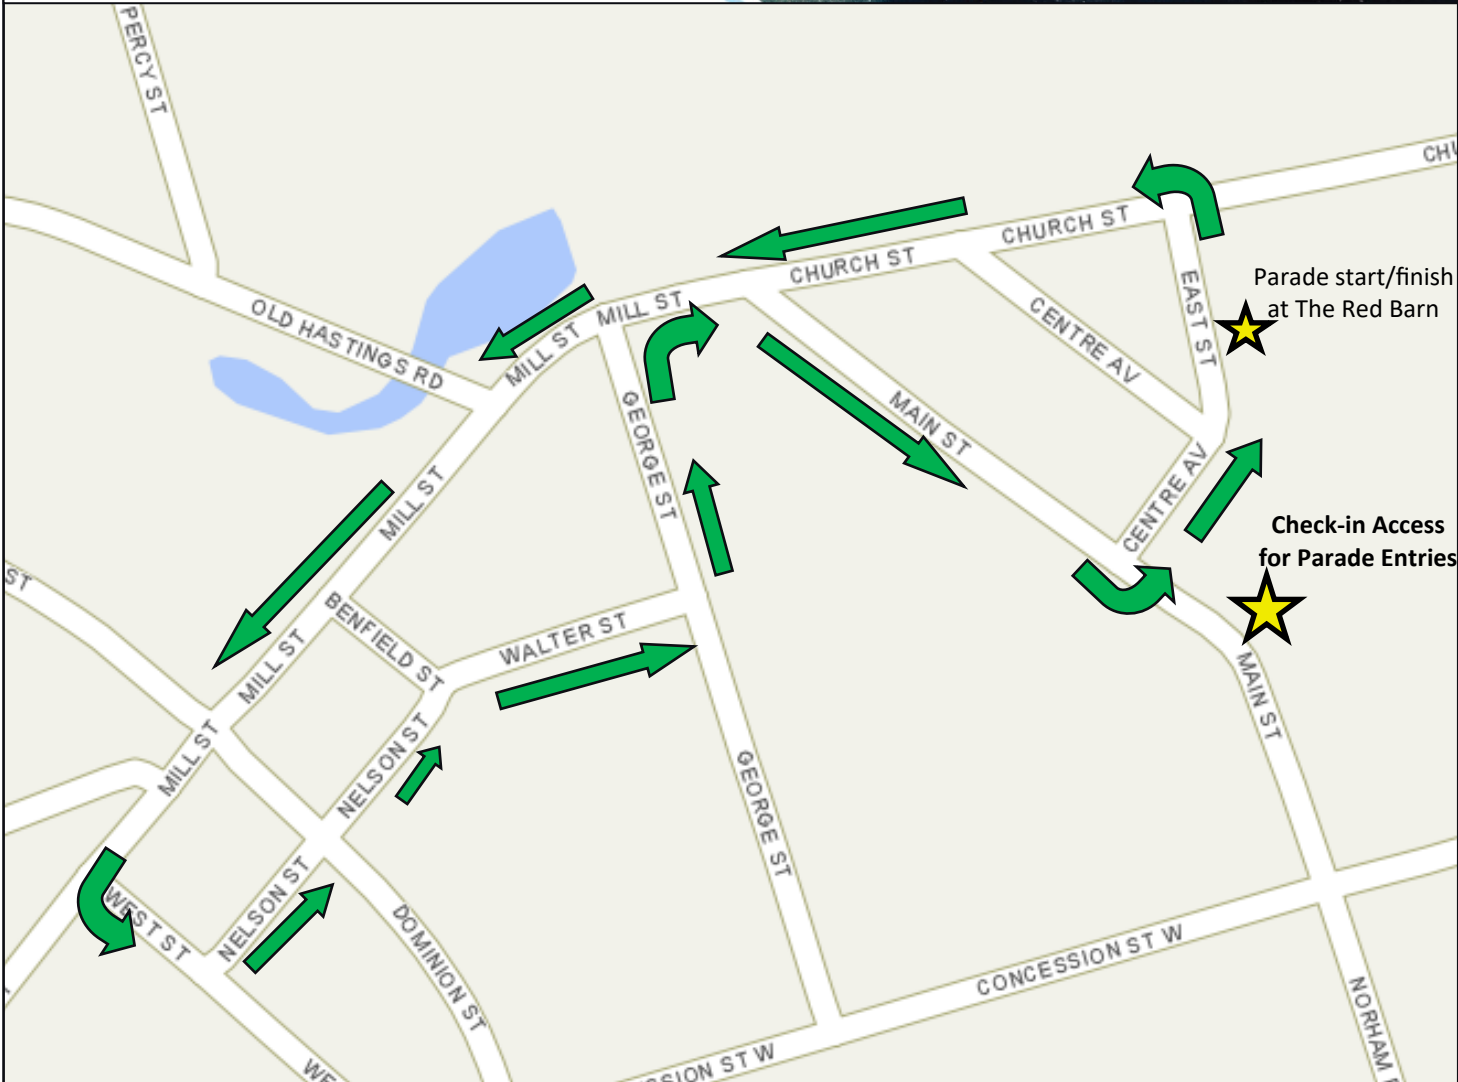 PERCY ST
CHU
CHURCH ST
CHURCH ST
EAST ST
Parade start/finish
at The Red Barn
OLD HASTINGS RD
MILL ST
MILL ST
CENTRE AV
GEORGE ST
MAIN ST
CENTRE AV
MILL ST
Check-in Access
for Parade Entries
ST
BENFIELD ST
WALTER ST
MILL ST
MAIN ST
MILL ST
NELSON ST
GEORGE ST
WEST ST
NELSON ST
DOMINION ST
CONCESSION ST W
NORHAM
WE
SSION ST W